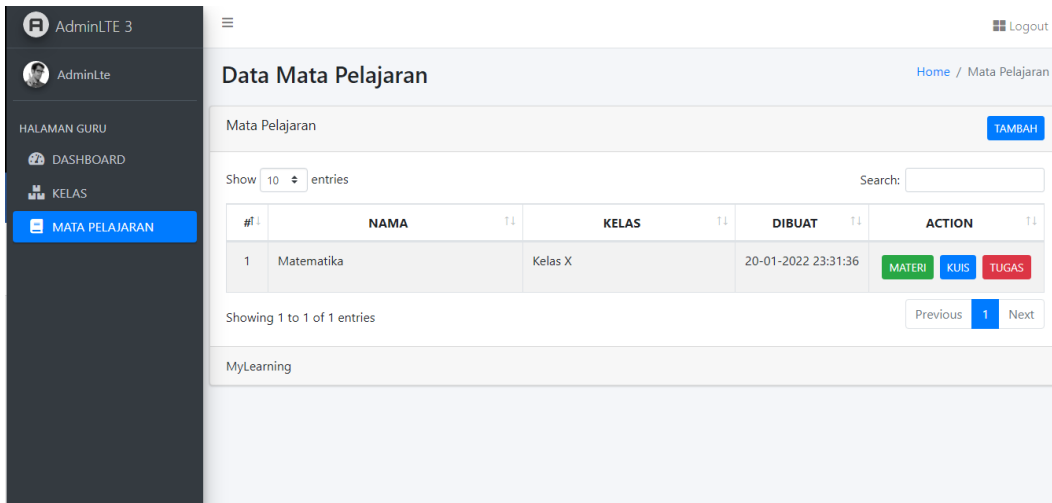 AdminLTE 3
Logout
AdminLte
Data Mata Pelajaran
Home / Mata Pelajaran
HALAMAN GURU
DASHBOARD
KELAS
MATA PELAJARAN
Mata Pelajaran
TAMBAH
Show 10 entries
Search:
# NAMA KELAS DIBUAT ACTION
1 Matematika Kelas X 20-01-2022 23:31:36 MATERI KUIS TUGAS
Showing 1 to 1 of 1 entries
Previous 1 Next
MyLearning